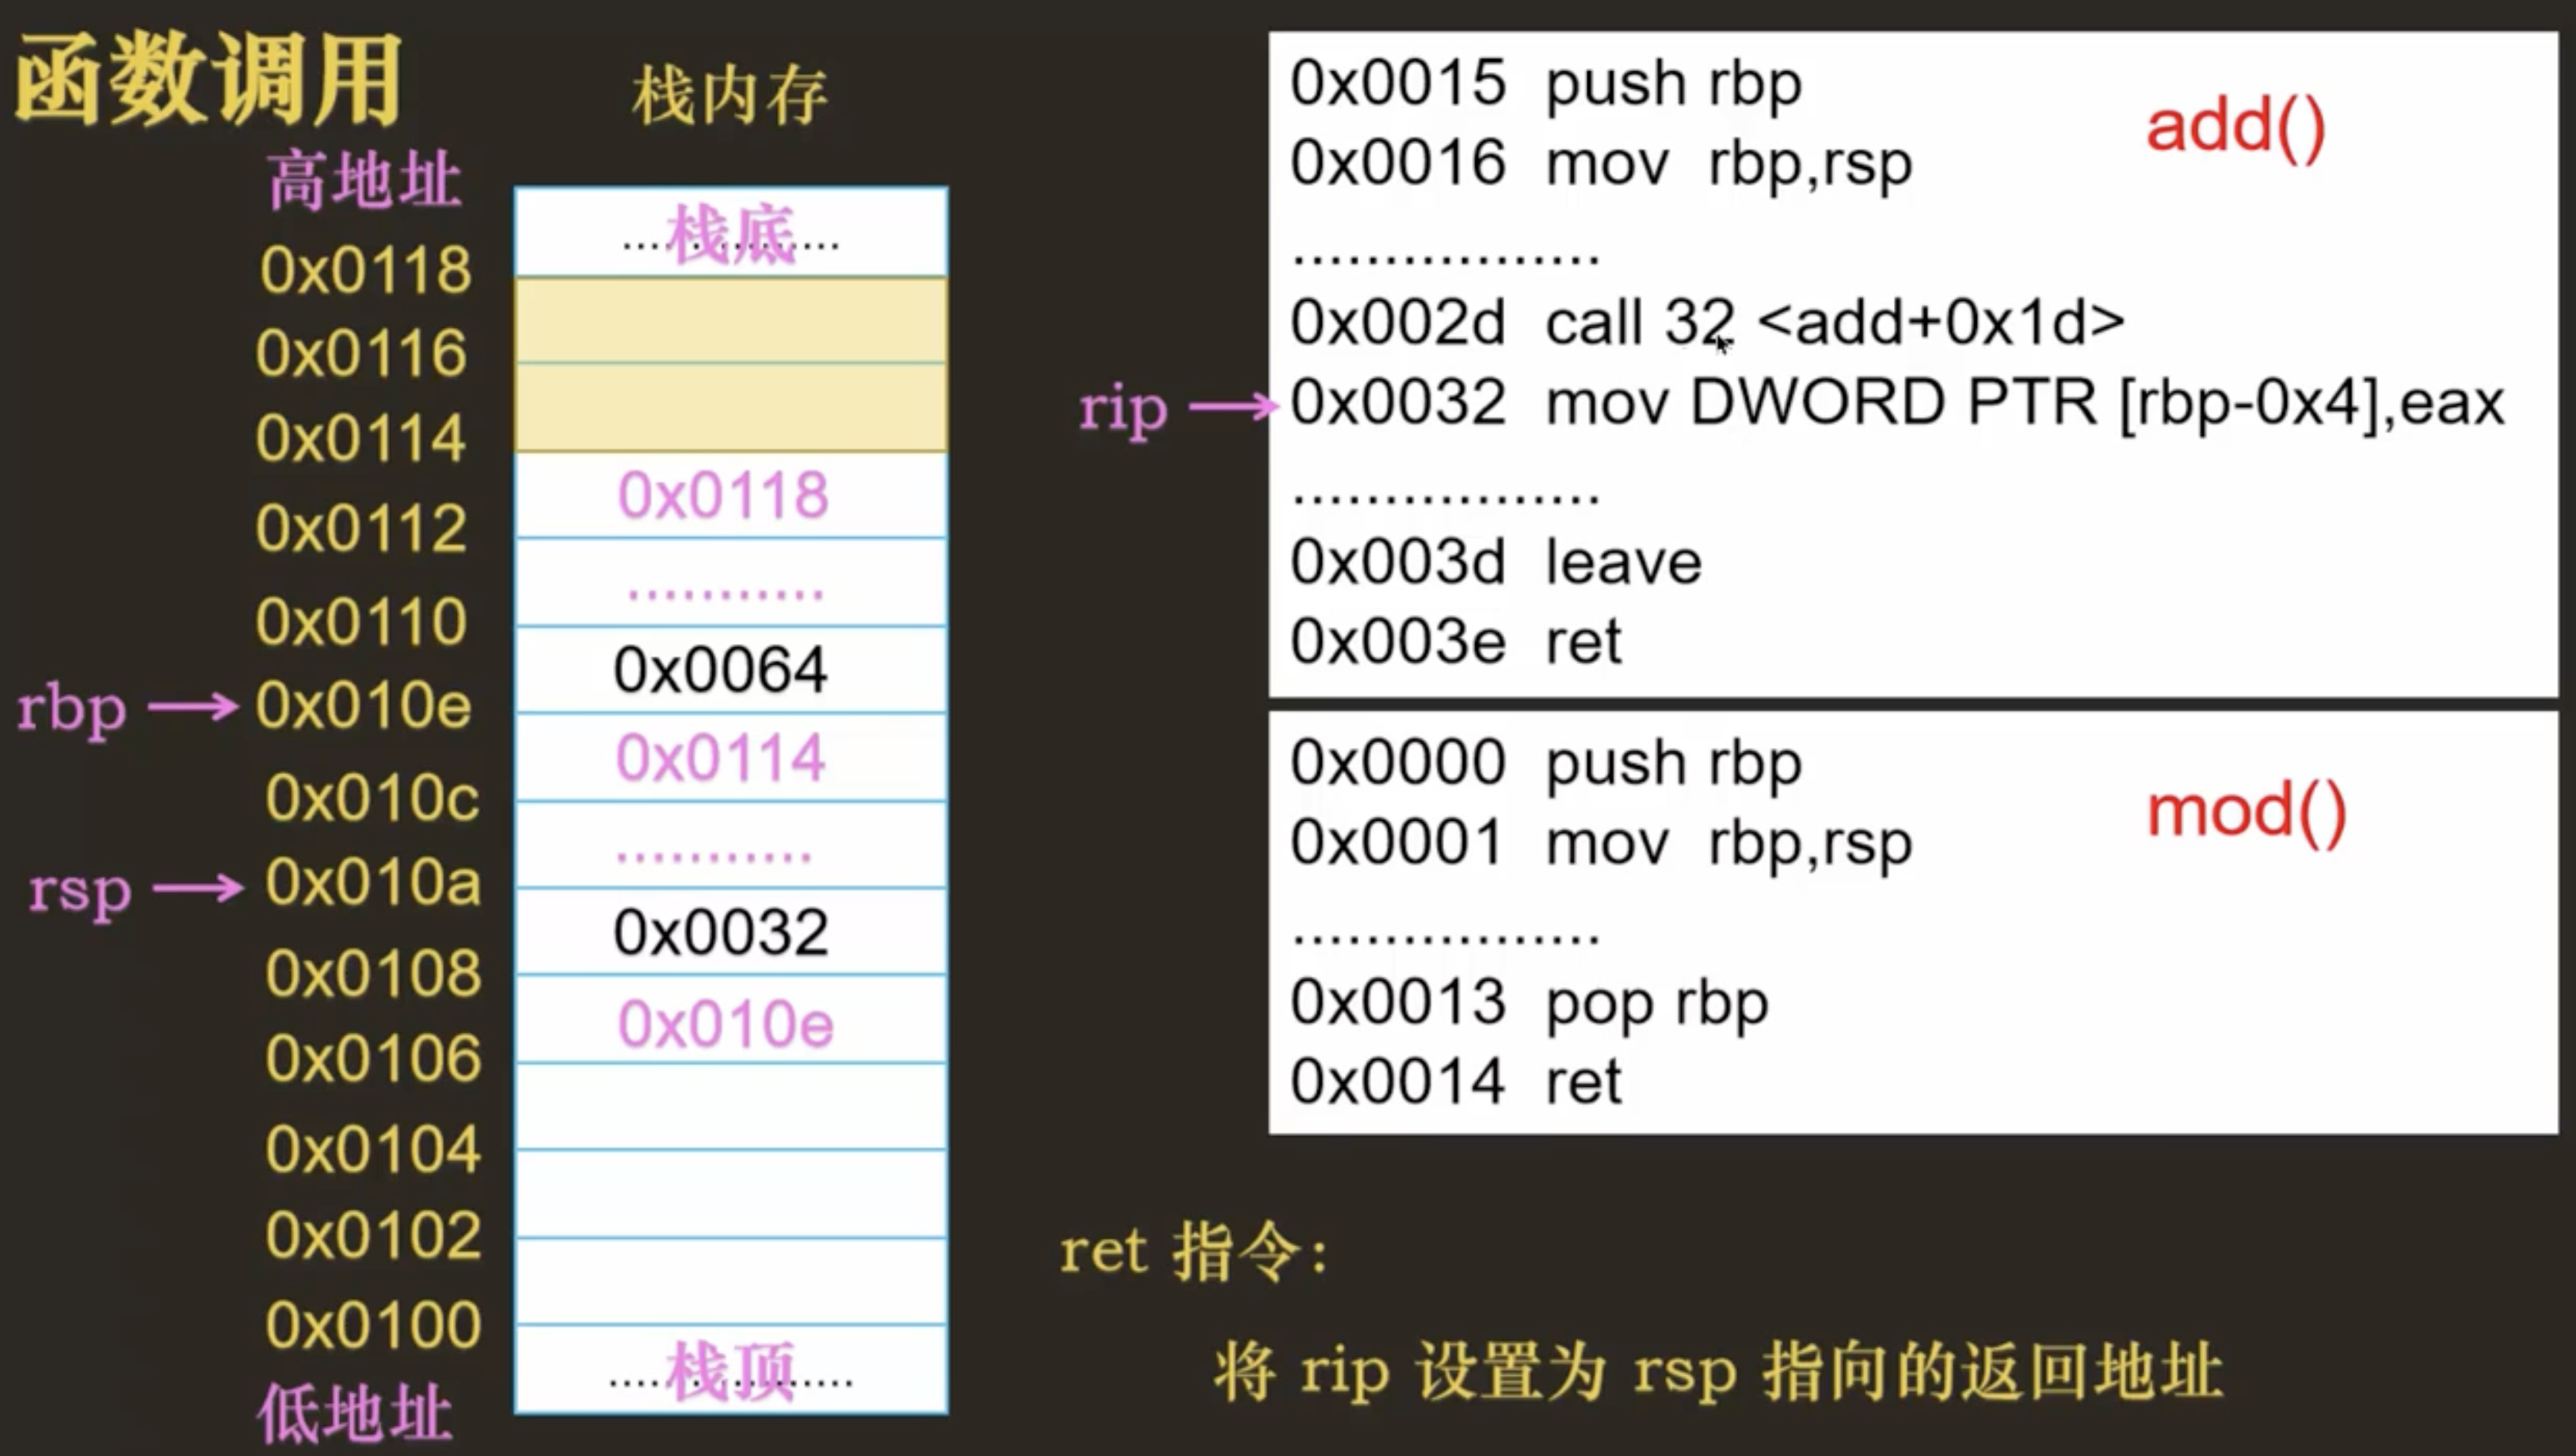 函数调用
栈内存
高地址
栈底
0x0118
0x0116
0x0114
0x0118
0x0112
...........
0x0110
0x0064
rbp → 0x010e
0x0114
0x010c
...........
rsp → 0x010a
0x0032
0x0108
0x010e
0x0106
0x0104
0x0102
0x0100
栈顶
低地址
add()
0x0015 push rbp
0x0016 mov rbp,rsp
.................
0x002d call 32 <add+0x1d>
rip → 0x0032 mov DWORD PTR [rbp-0x4],eax
.................
0x003d leave
0x003e ret
mod()
0x0000 push rbp
0x0001 mov rbp,rsp
.................
0x0013 pop rbp
0x0014 ret
ret 指令:
将 rip 设置为 rsp 指向的返回地址